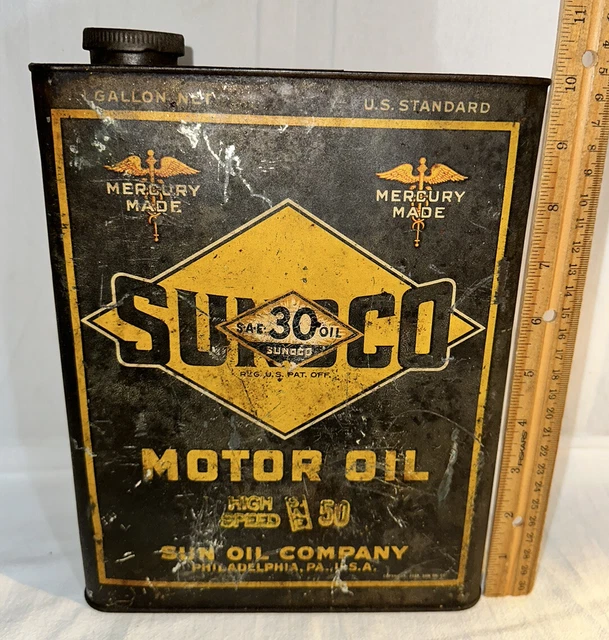 GALLON NET
U.S. STANDARD
MERCURY
MADE
MERCURY
MADE
SUNOCO
S.A.E. 30 OIL
SUNOCO
REG. U.S. PAT. OFF.
MOTOR OIL
HIGH
SPEED
50
SUN OIL COMPANY
PHILADELPHIA, PA., U.S.A.
FISKARS